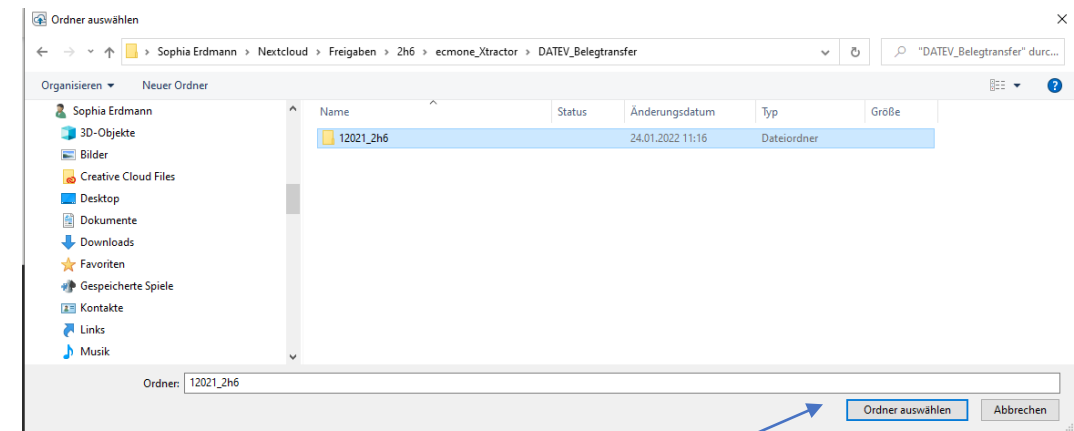 Ordner auswählen
Sophia Erdmann > Nextcloud > Freigaben > 2h6 > ecmone_Xtractor > DATEV_Belegtransfer
"DATEV_Belegtransfer" durc...
Organisieren Neuer Ordner
Name Status Änderungsdatum Typ Größe
Sophia Erdmann
12021_2h6 24.01.2022 11:16 Dateiordner
3D-Objekte
Bilder
Creative Cloud Files
Desktop
Dokumente
Downloads
Favoriten
Gespeicherte Spiele
Kontakte
Links
Musik
Ordner: 12021_2h6
Ordner auswählen Abbrechen